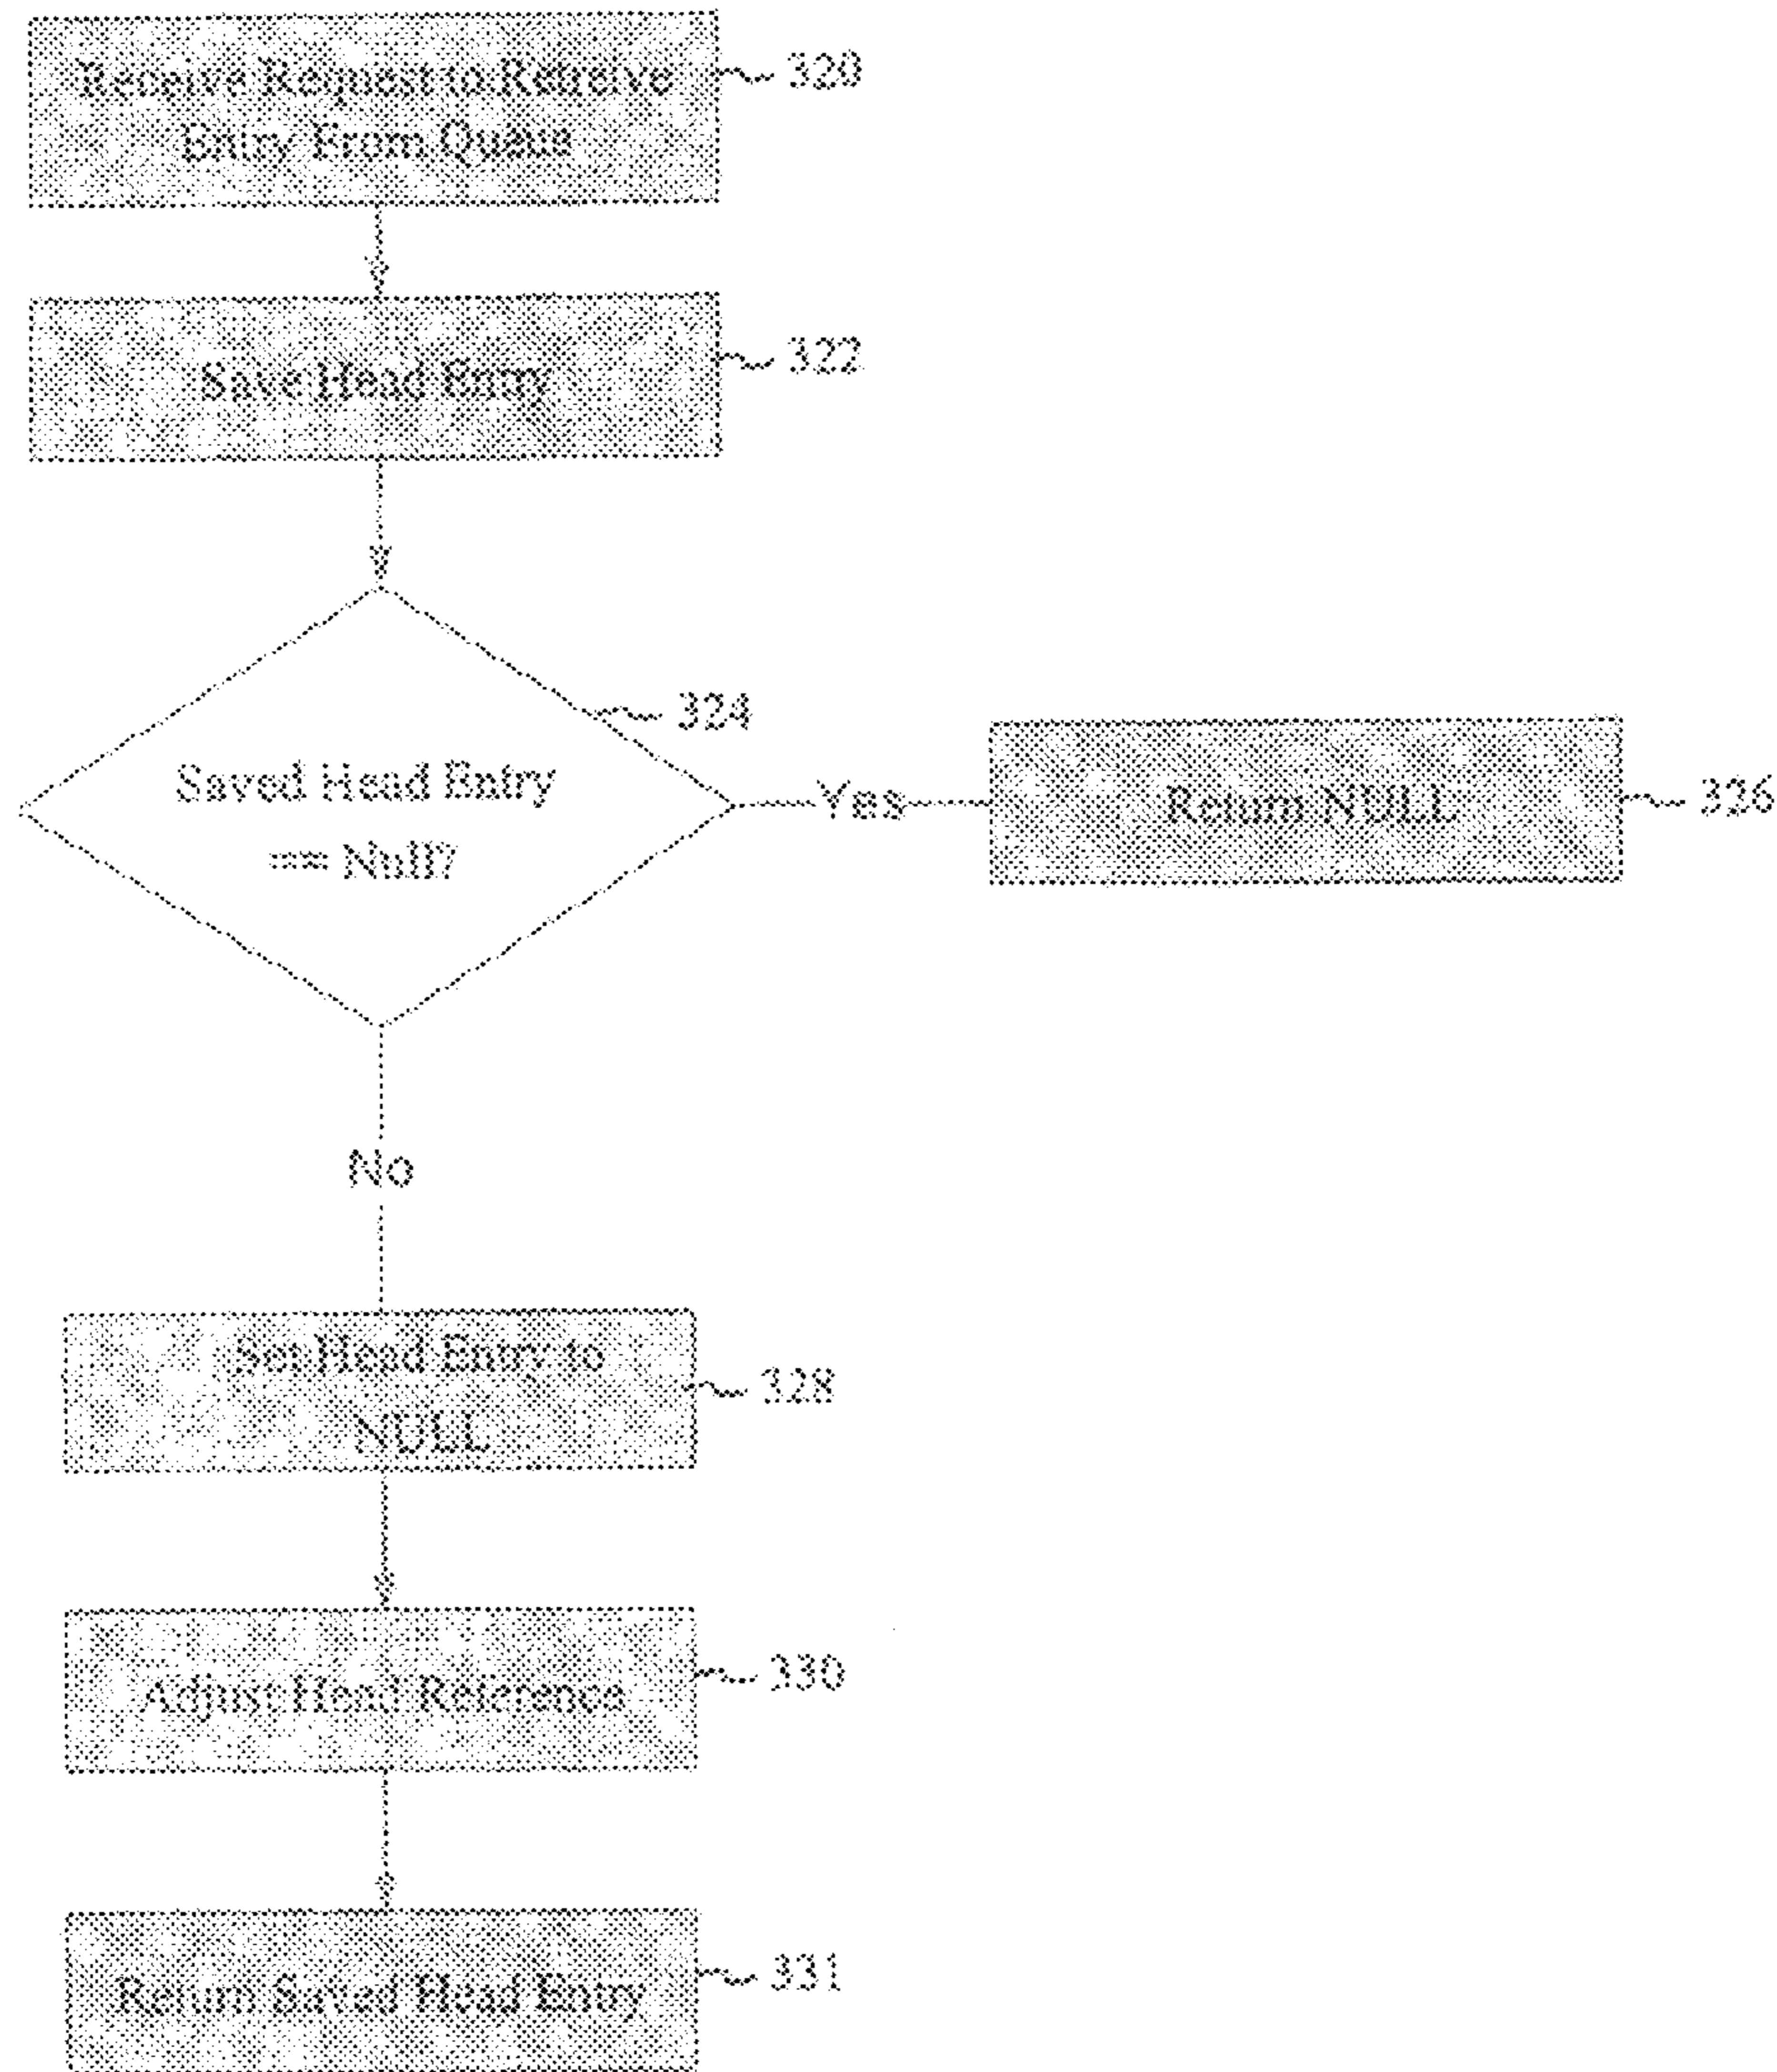 Receive Request to Retreive
Entry From Queue
320
Save Head Entry
322
324
Saved Head Entry
== Null?
Yes
Return NULL
326
No
Set Head Entry to
NULL
328
Adjust Head Reference
330
Return Saved Head Entry
331